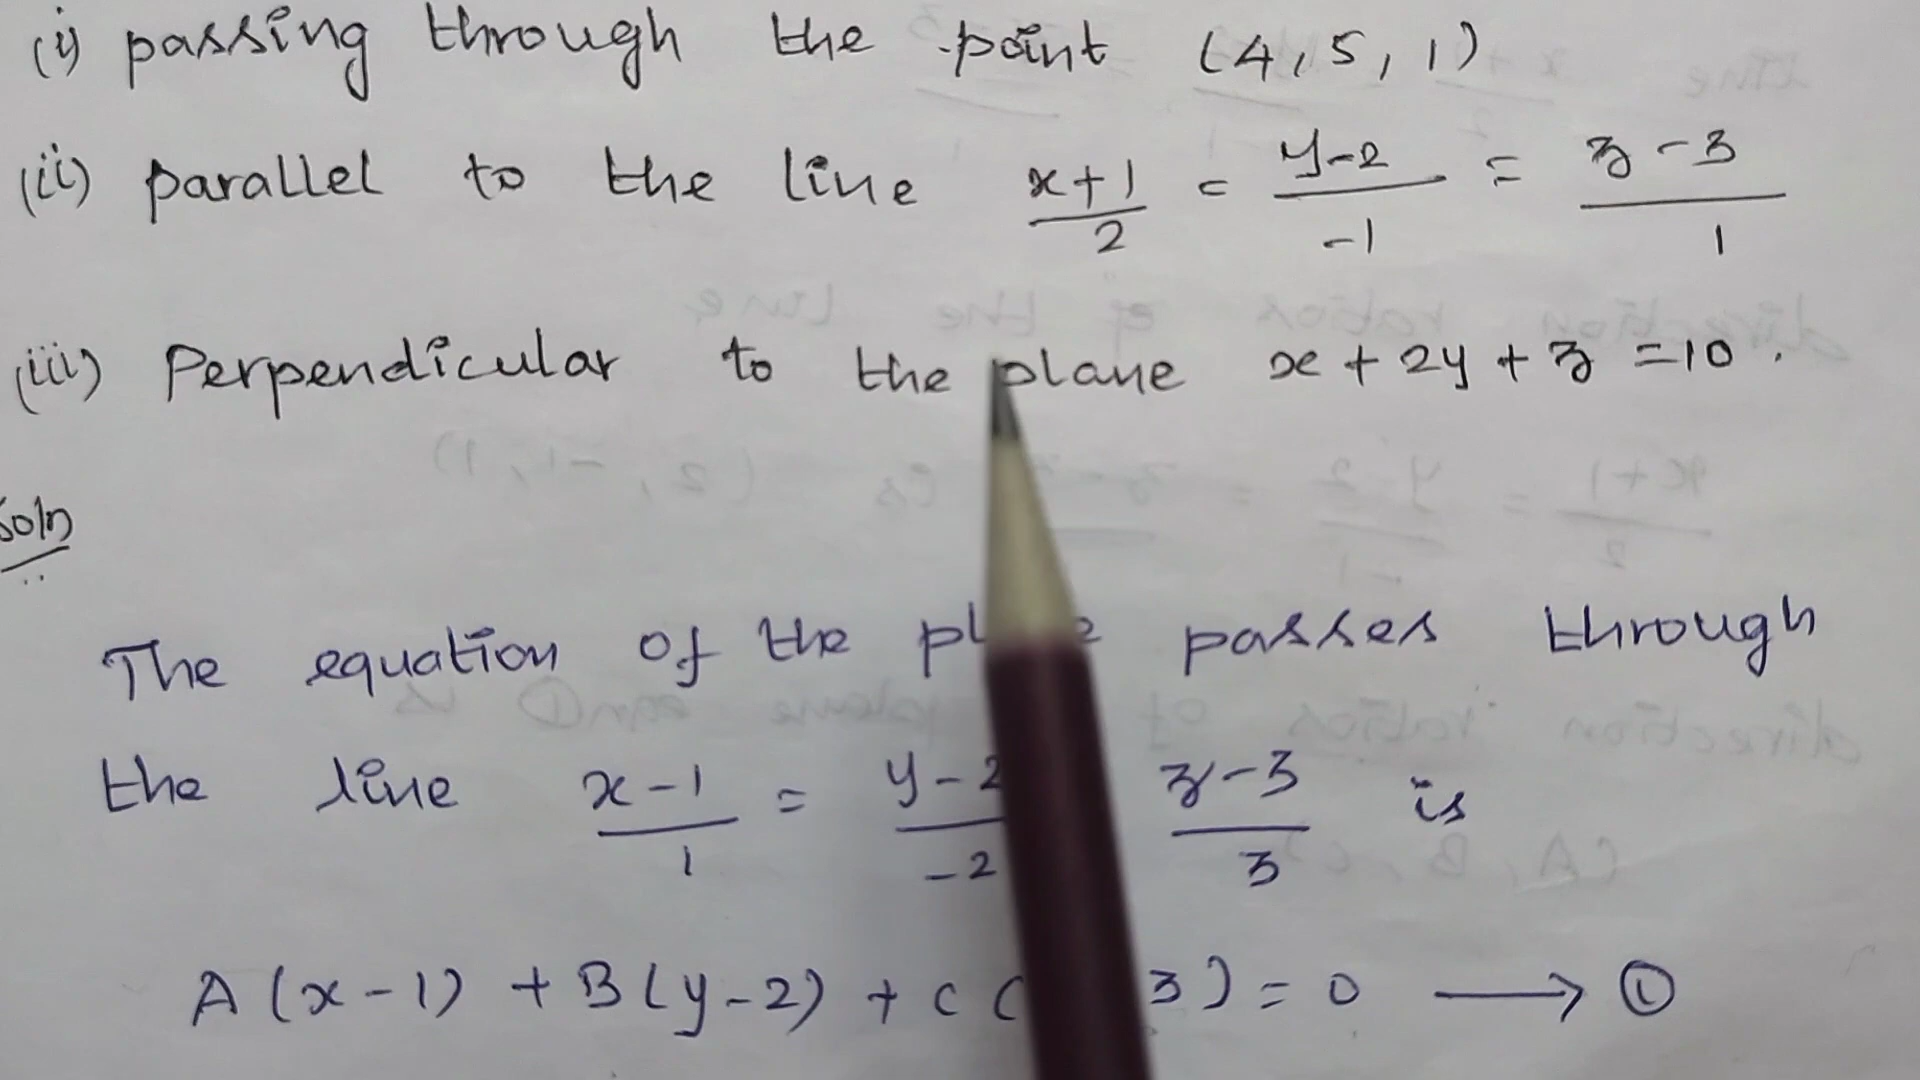 (i) passing through the point (4, 5, 1)
(ii) parallel to the line x+1/2 = y-2/-1 = z-3/1
(iii) Perpendicular to the plane x + 2y + z = 10.
Soln
The equation of the passes through
the line x-1/1 = y-2/-2 z-3/3 is
A(x-1) + B(y-2) + C( 3) = 0 → ①